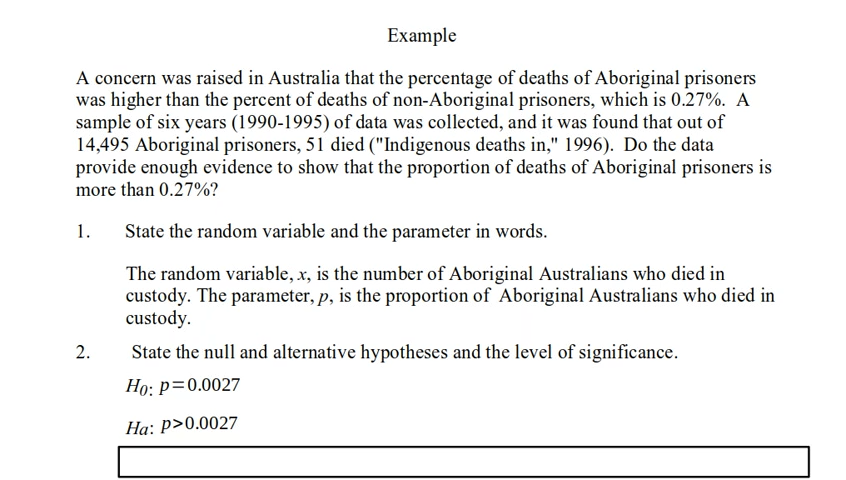 Example
A concern was raised in Australia that the percentage of deaths of Aboriginal prisoners
was higher than the percent of deaths of non-Aboriginal prisoners, which is 0.27%. A
sample of six years (1990-1995) of data was collected, and it was found that out of
14,495 Aboriginal prisoners, 51 died ("Indigenous deaths in," 1996). Do the data
provide enough evidence to show that the proportion of deaths of Aboriginal prisoners is
more than 0.27%?
1. State the random variable and the parameter in words.
The random variable, x, is the number of Aboriginal Australians who died in
custody. The parameter, p, is the proportion of Aboriginal Australians who died in
custody.
2. State the null and alternative hypotheses and the level of significance.
H0: p=0.0027
Ha: p>0.0027